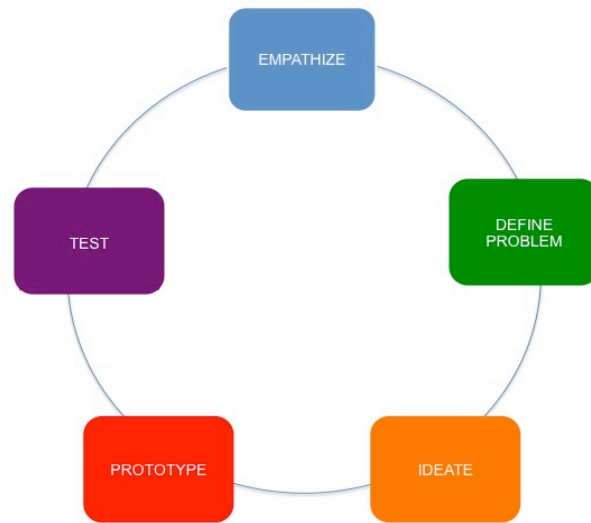 EMPATHIZE
DEFINE
PROBLEM
IDEATE
PROTOTYPE
TEST